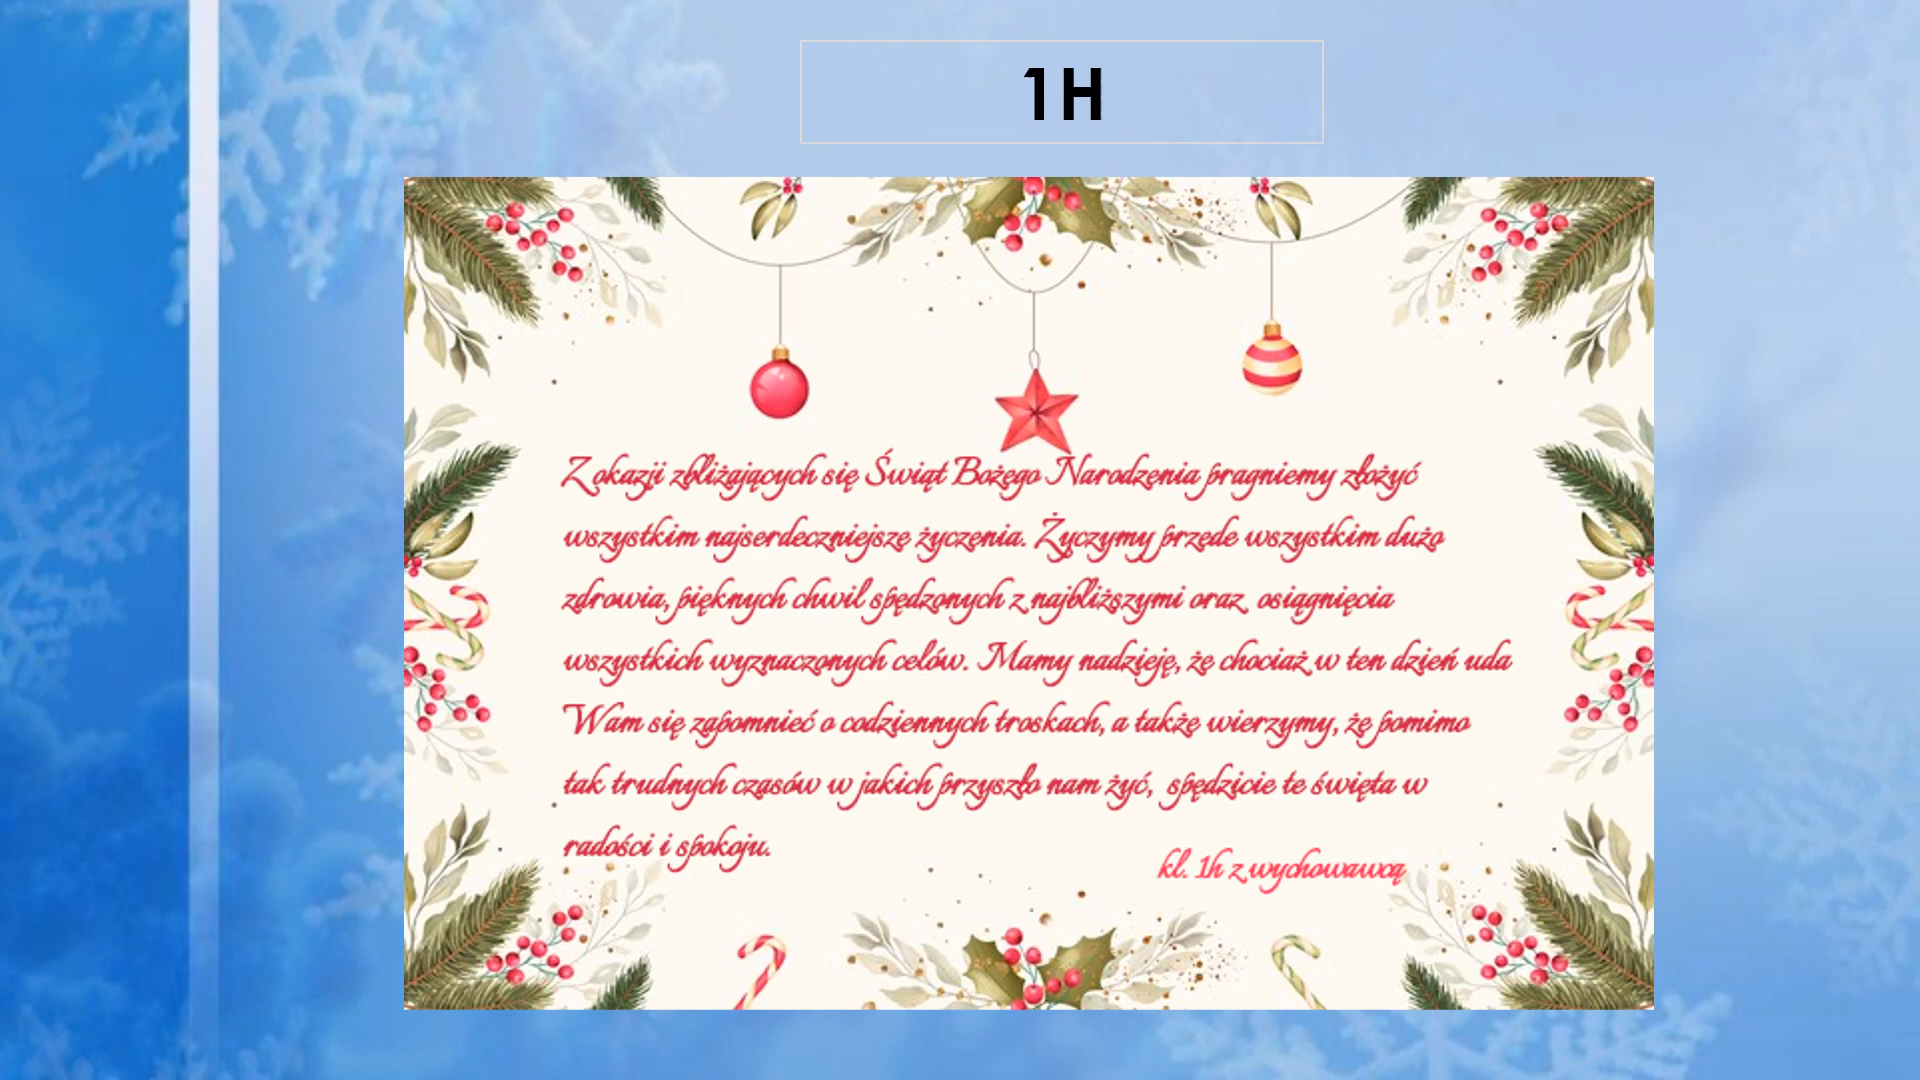 1H
Z okazji zbliżających się Świąt Bożego Narodzenia pragniemy złożyć
wszystkim najserdeczniejsze życzenia. Życzymy przede wszystkim dużo
zdrowia, pięknych chwil spędzonych z najbliższymi oraz osiągnięcia
wszystkich wyznaczonych celów. Mamy nadzieję, że chociaż w ten dzień uda
Wam się zapomnieć o codziennych troskach, a także wierzymy, że pomimo
tak trudnych czasów w jakich przyszło nam żyć, spędzicie te święta w
radości i spokoju.
kl. 1h z wychowawcą